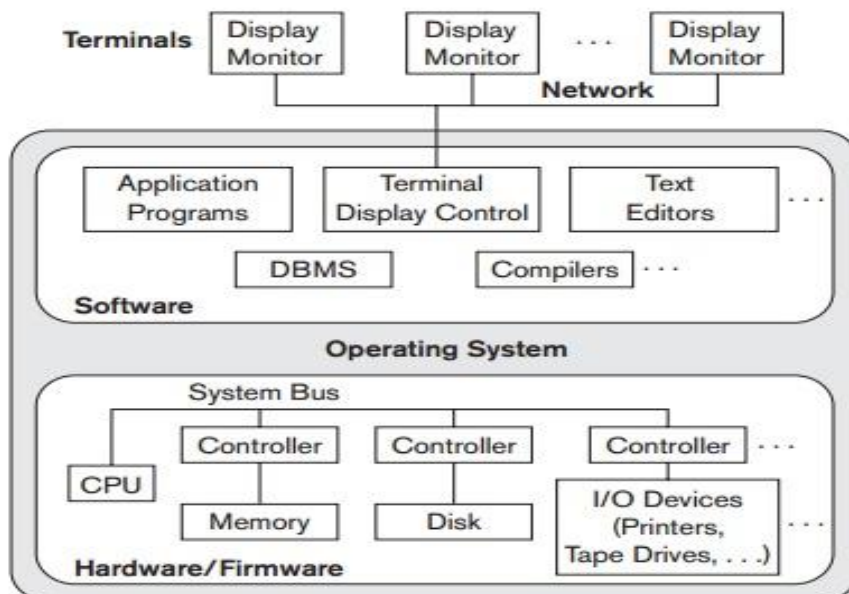 Terminals
Display
Monitor
Display
Monitor
. . .
Display
Monitor
Network
Application
Programs
Terminal
Display Control
Text
Editors
. . .
DBMS
Compilers
. . .
Software
Operating System
System Bus
CPU
Controller
Controller
Controller
. . .
Memory
Disk
I/O Devices
(Printers,
Tape Drives, . . .)
. . .
Hardware/Firmware